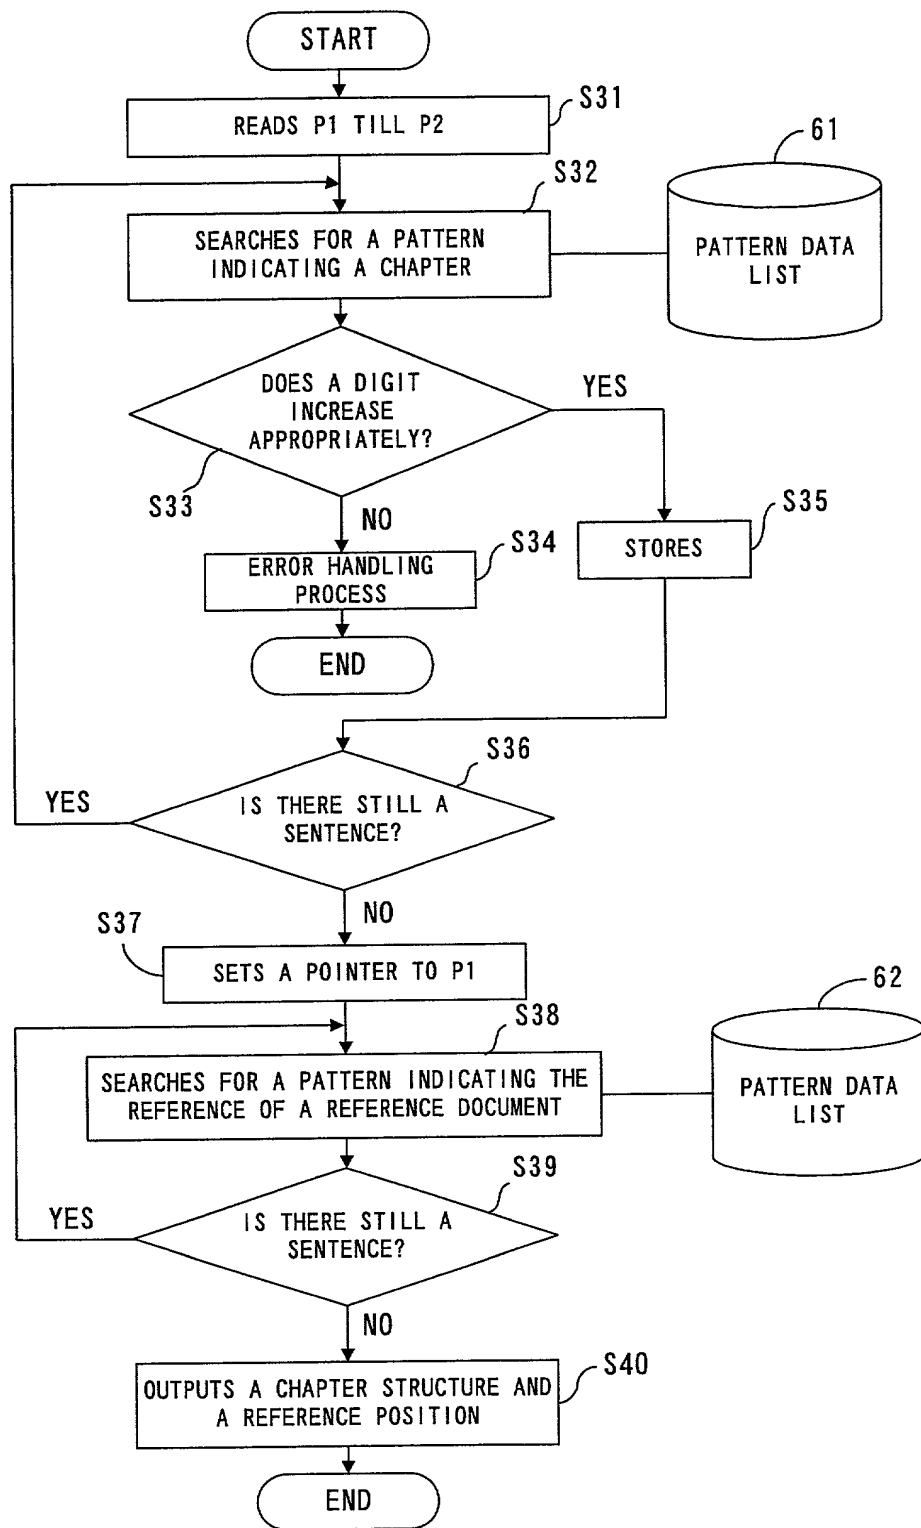 START
S31
READS P1 TILL P2
61
S32
SEARCHES FOR A PATTERN
INDICATING A CHAPTER
PATTERN DATA
LIST
DOES A DIGIT
INCREASE
APPROPRIATELY?
YES
S33
NO
S35
STORES
S34
ERROR HANDLING
PROCESS
END
S36
YES
IS THERE STILL A
SENTENCE?
NO
S37
SETS A POINTER TO P1
62
S38
SEARCHES FOR A PATTERN INDICATING THE
REFERENCE OF A REFERENCE DOCUMENT
PATTERN DATA
LIST
S39
YES
IS THERE STILL A
SENTENCE?
NO
S40
OUTPUTS A CHAPTER STRUCTURE AND
A REFERENCE POSITION
END